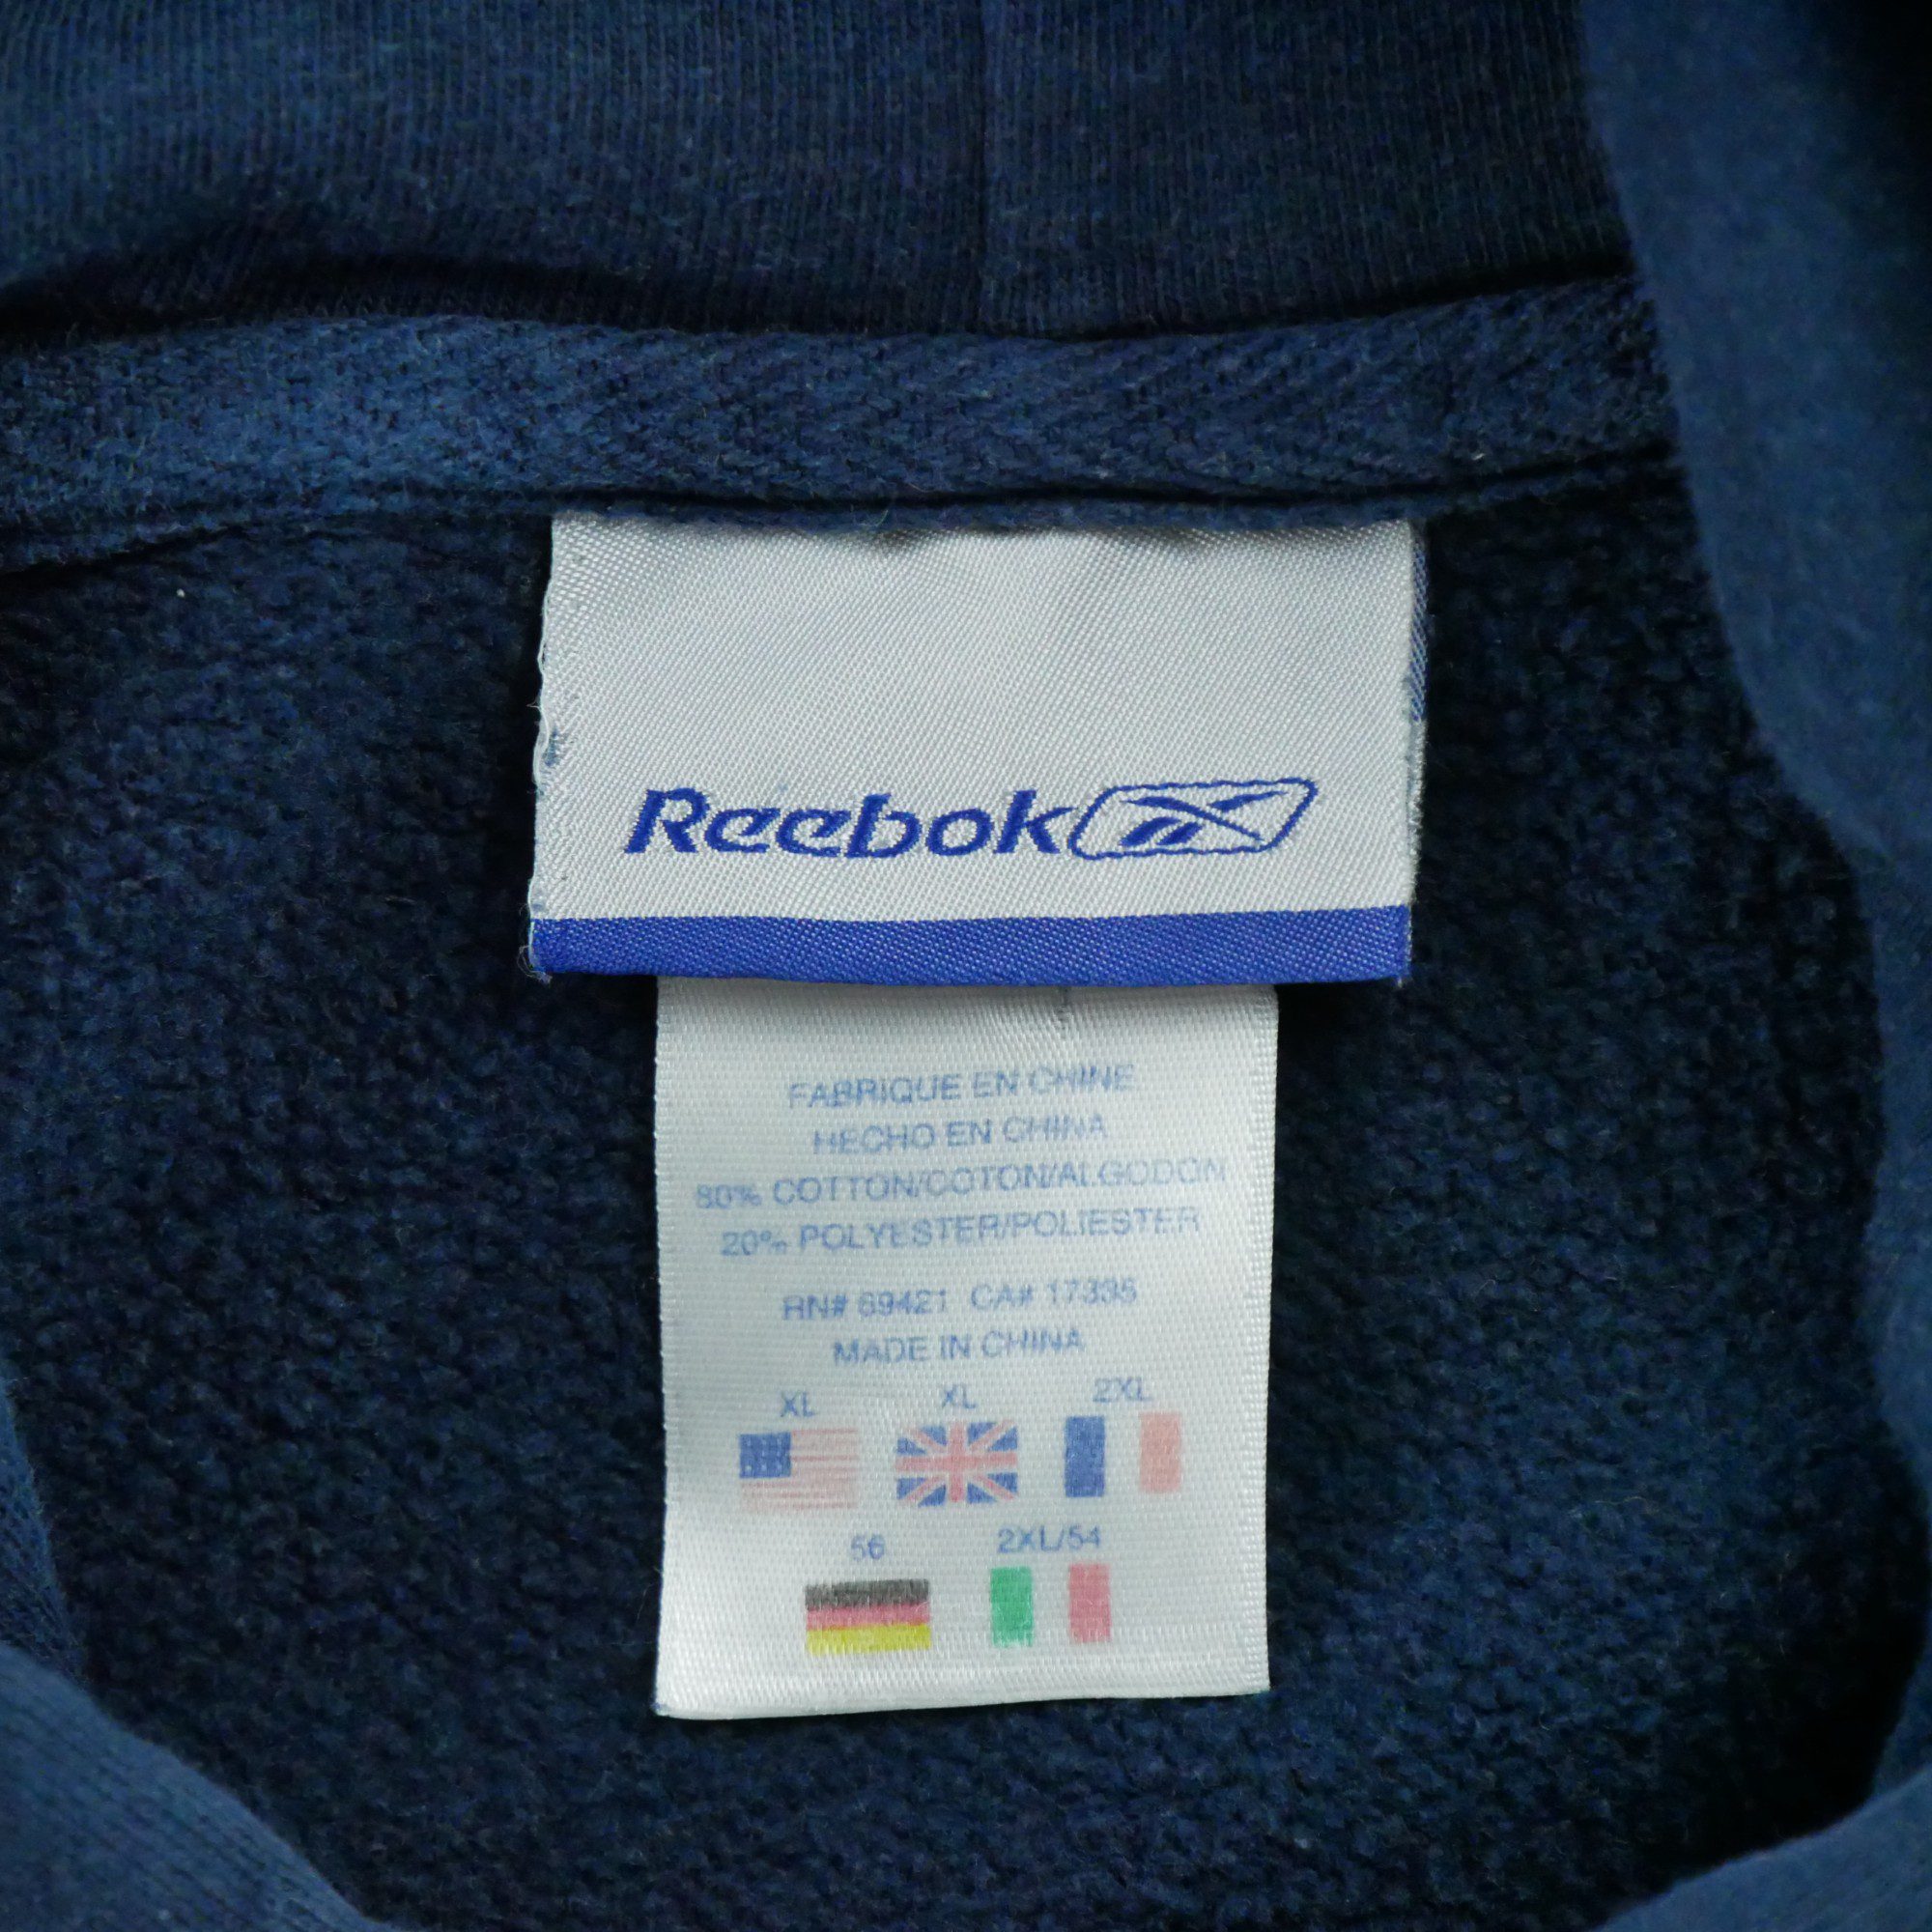 Reebok
FABRIQUE EN CHINE
HECHO EN CHINA
80% COTTON/COTON/ALGODON
20% POLYESTER/POLIESTER
RN# 69421 CA# 17335
MADE IN CHINA
XL XL 2XL
56 2XL/54